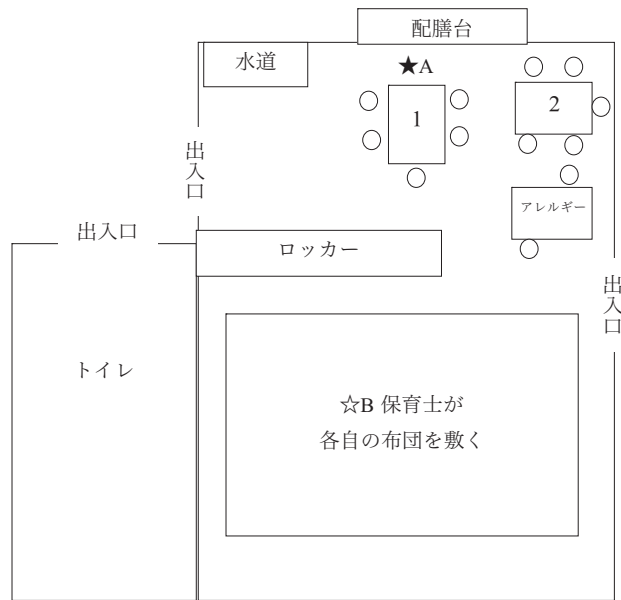 配膳台
水道
★A
1
2
出入口
アレルギー
出入口
ロッカー
出入口
トイレ
☆B 保育士が
各自の布団を敷く